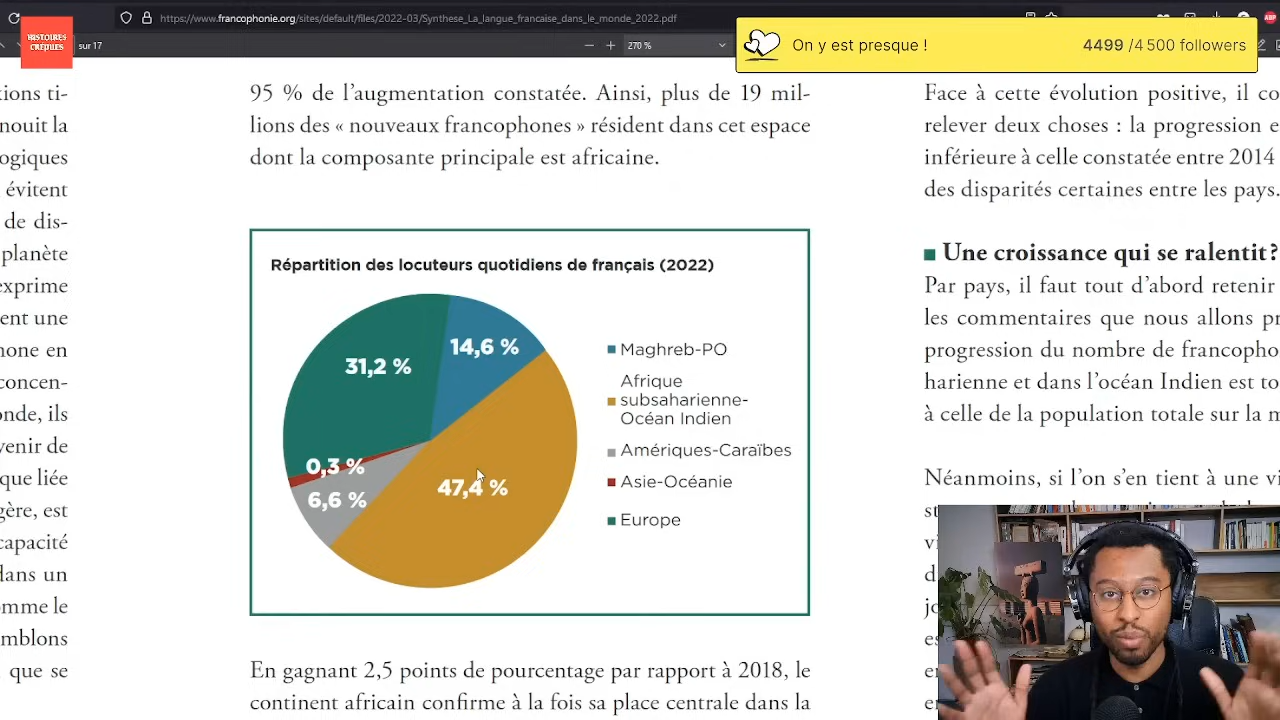 https://www.francophonie.org/sites/default/files/2022-03/Synthese_La_langue_francaise_dans_le_monde_2022.pdf
HISTOIRES
CRÉPUES
sur 17
270 %
On y est presque !
4499 /4 500 followers
nouit la
ogiques
évitent
de dis-
planète
exprime
ent une
none en
concen-
onde, ils
venir de
que liée
gère, est
capacité
dans un
omme le
mblons
que se
95 % de l’augmentation constatée. Ainsi, plus de 19 mil-
lions des « nouveaux francophones » résident dans cet espace
dont la composante principale est africaine.
Répartition des locuteurs quotidiens de français (2022)
31,2 %
14,6 %
0,3 %
6,6 %
47,4 %
Maghreb-PO
Afrique
subsaharienne-
Océan Indien
Amériques-Caraïbes
Asie-Océanie
Europe
En gagnant 2,5 points de pourcentage par rapport à 2018, le
continent africain confirme à la fois sa place centrale dans la
Face à cette évolution positive, il co
relever deux choses : la progression e
inférieure à celle constatée entre 2014
des disparités certaines entre les pays.
Une croissance qui se ralentit ?
Par pays, il faut tout d’abord retenir
les commentaires que nous allons pr
progression du nombre de francopho
harienne et dans l’océan Indien est to
à celle de la population totale sur la m
Néanmoins, si l’on s’en tient à une vi